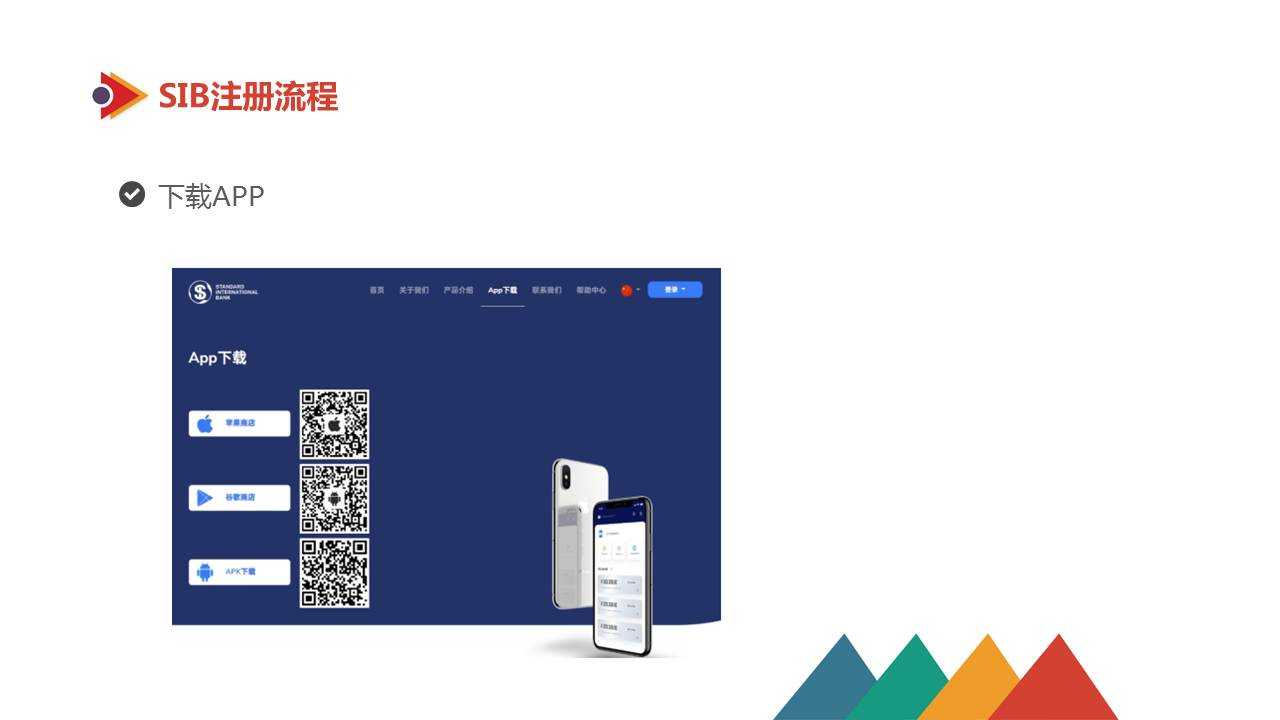 SIB注册流程
下载APP
STANDARD
INTERNATIONAL
BANK
首页 关于我们 产品介绍 App下载 联系我们 帮助中心 登录
App下载
苹果商店
谷歌商店
APK下载